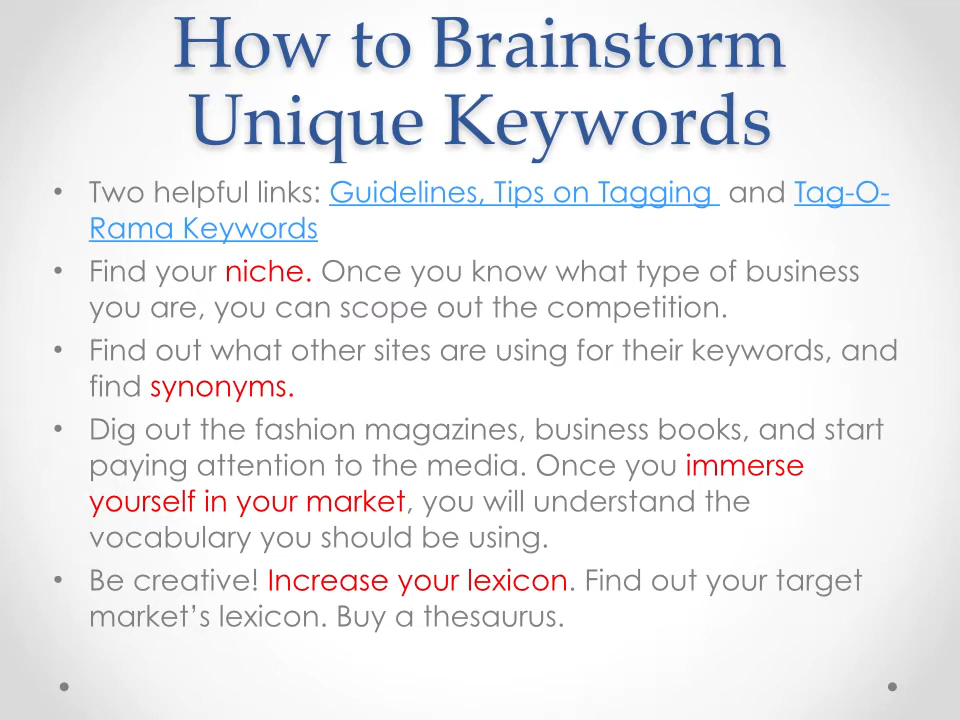 How to Brainstorm
Unique Keywords
• Two helpful links: Guidelines, Tips on Tagging  and Tag-O-
Rama Keywords
• Find your niche. Once you know what type of business
you are, you can scope out the competition.
• Find out what other sites are using for their keywords, and
find synonyms.
• Dig out the fashion magazines, business books, and start
paying attention to the media. Once you immerse
yourself in your market, you will understand the
vocabulary you should be using.
• Be creative! Increase your lexicon. Find out your target
market’s lexicon. Buy a thesaurus.